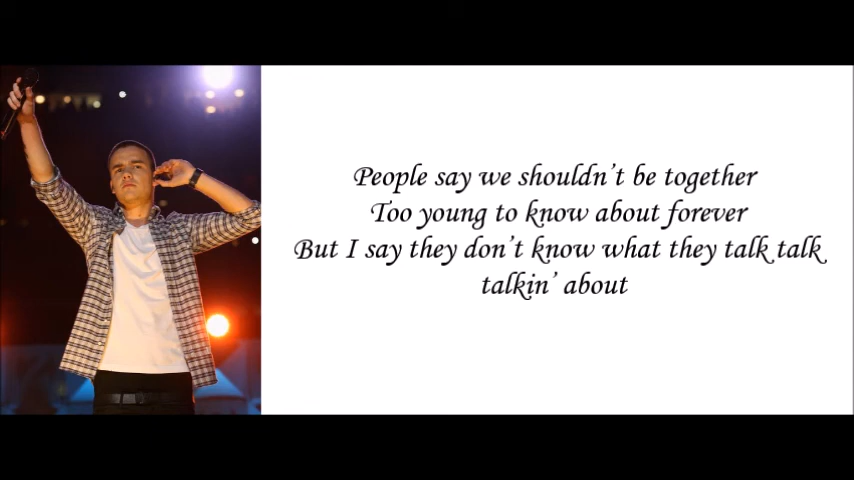 People say we shouldn't be together
Too young to know about forever
But I say they don't know what they talk talk
talkin' about